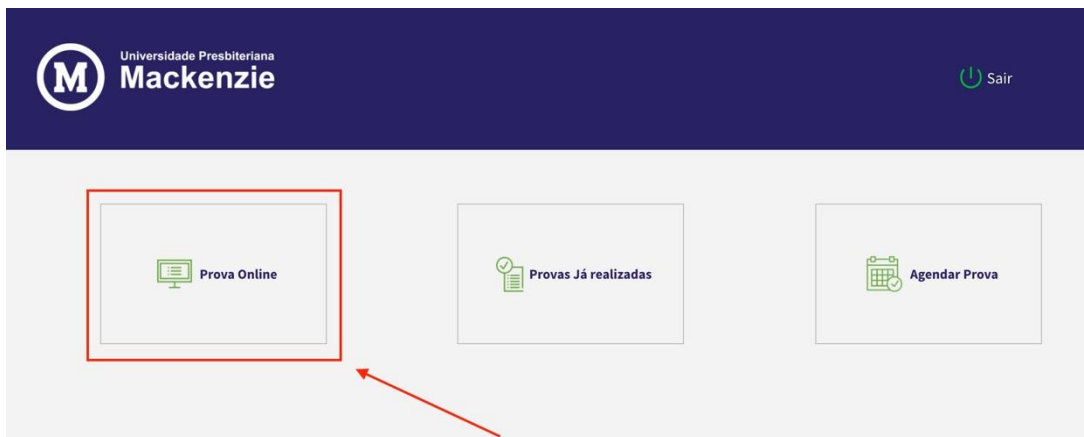 M
Universidade Presbiteriana
Mackenzie
Sair
Prova Online
Provas Já realizadas
Agendar Prova